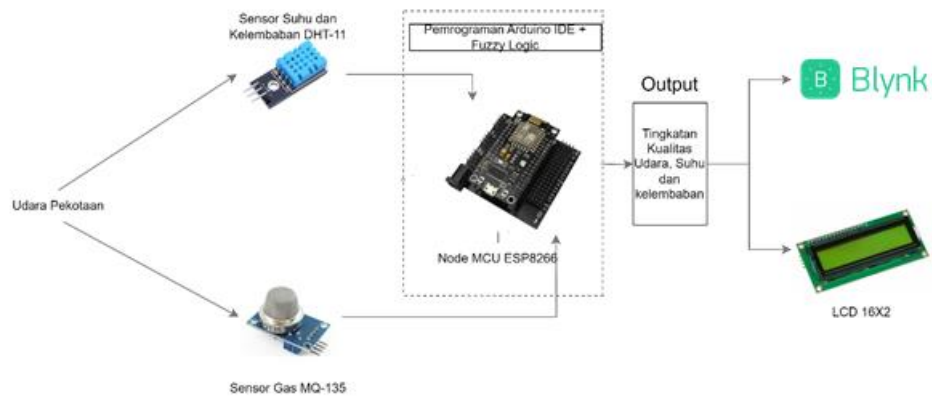 Sensor Suhu dan
Kelembaban DHT-11
Pemrograman Arduino IDE +
Fuzzy Logic
Output
B
Blynk
Tingkatan
Kualitas
Udara, Suhu
dan
kelembaban
Udara Pekotaan
Node MCU ESP8266
LCD 16X2
Sensor Gas MQ-135